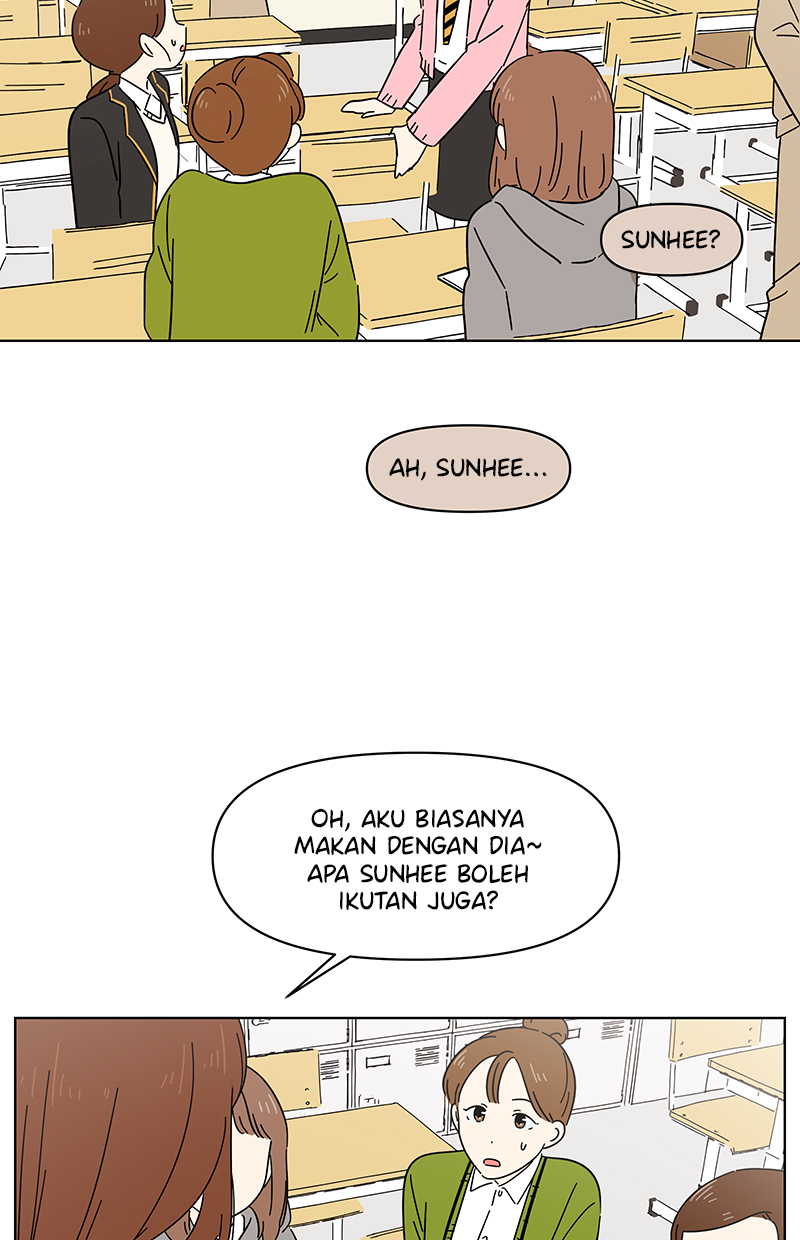 SUNHEE?
AH, SUNHEE...
OH, AKU BIASANYA
MAKAN DENGAN DIA~
APA SUNHEE BOLEH
IKUTAN JUGA?